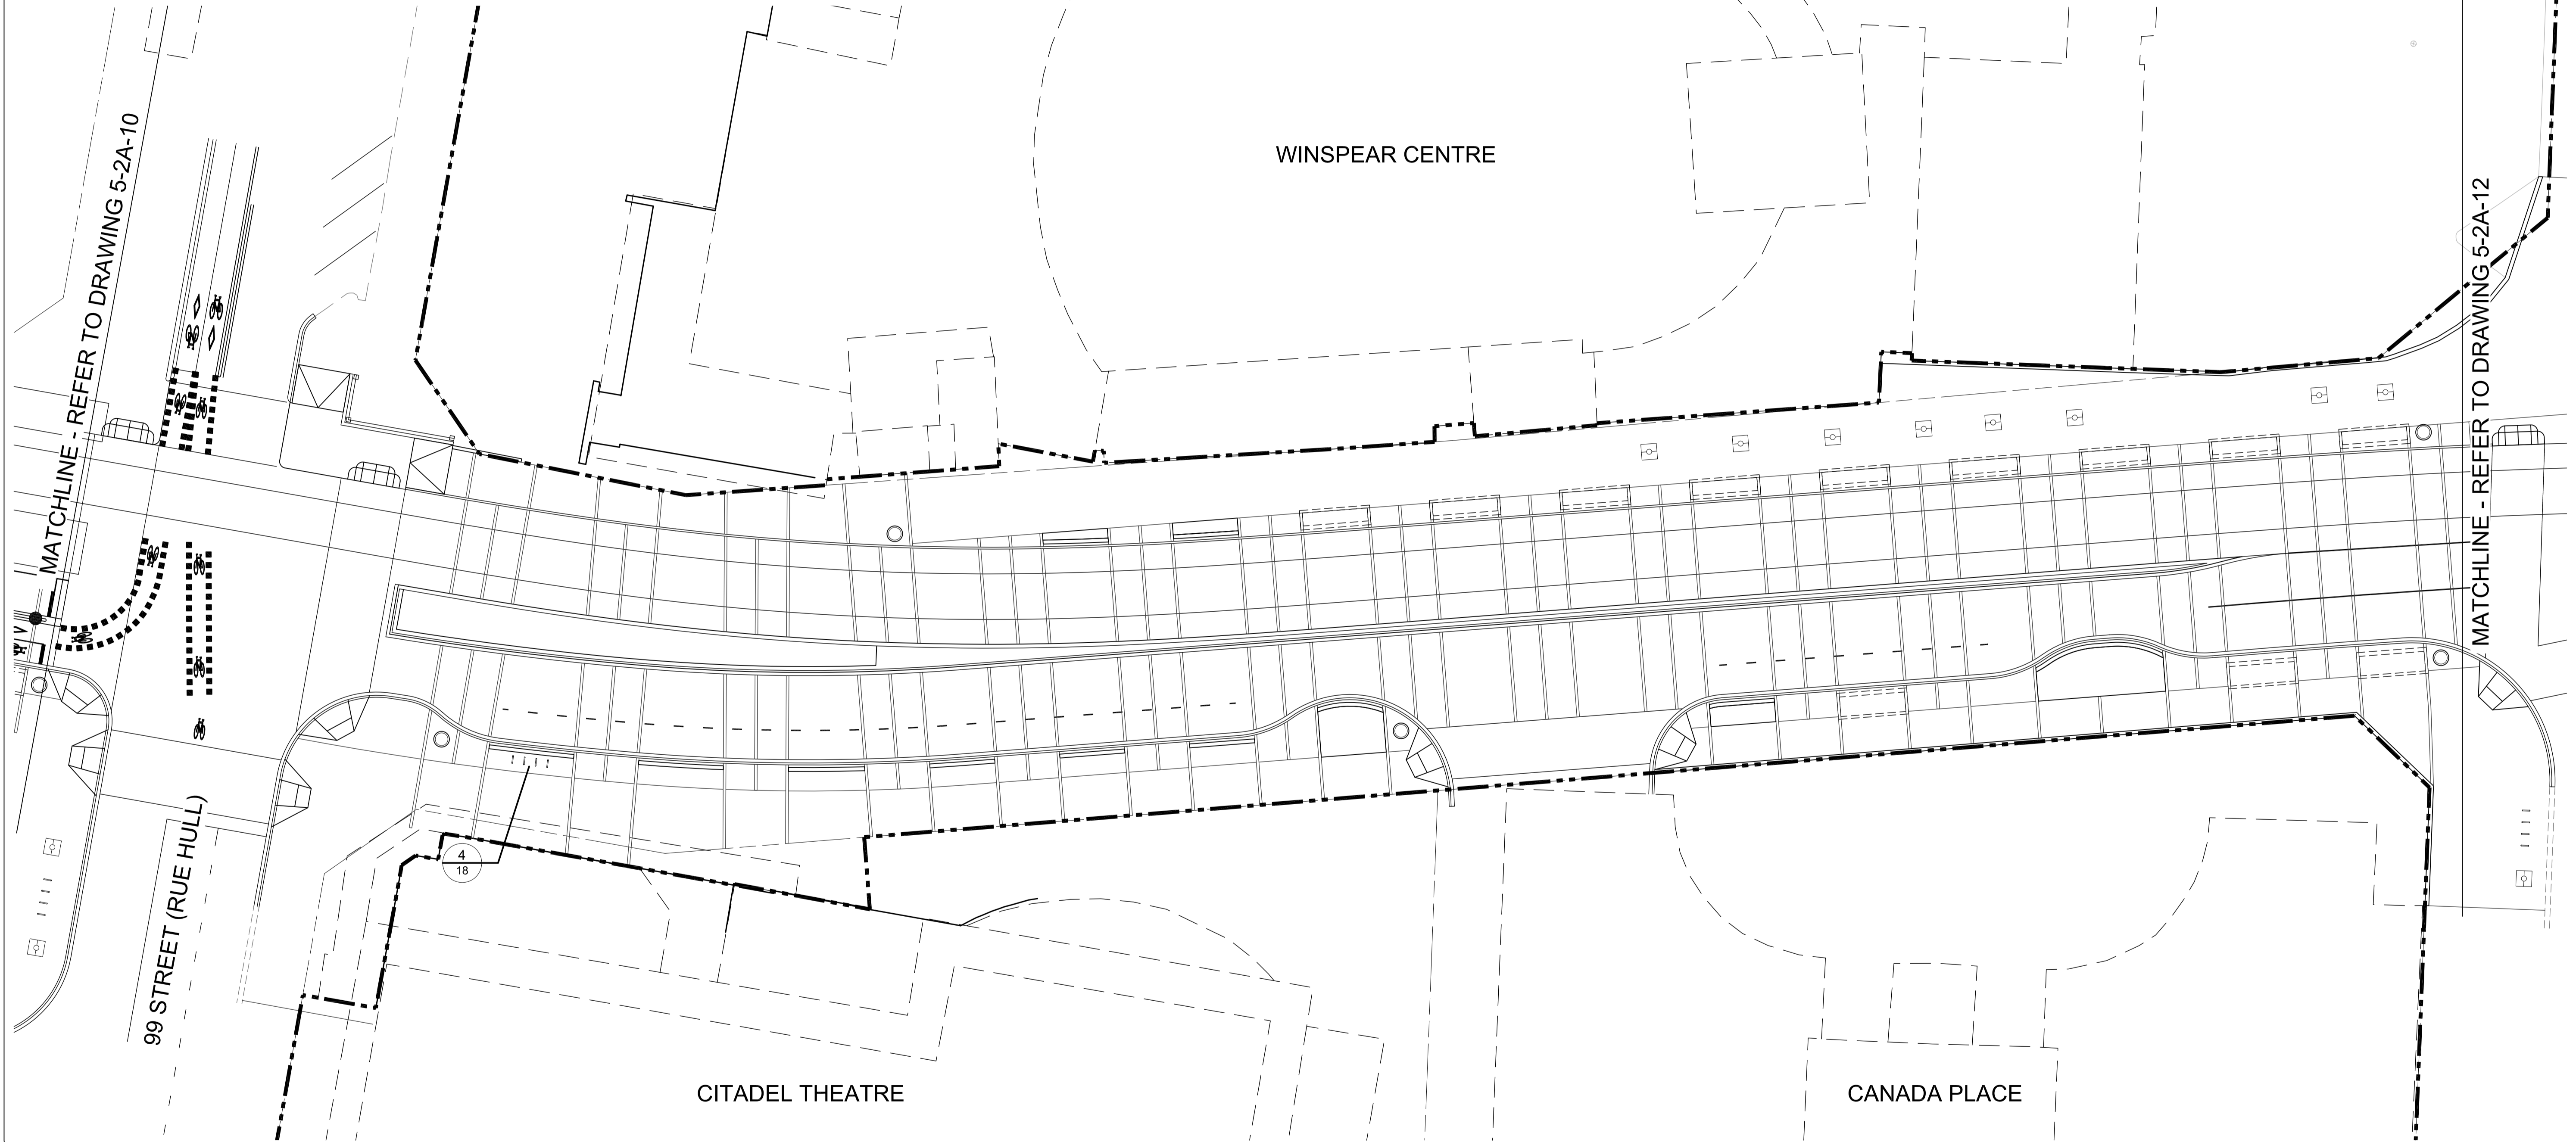 MATCHLINE - REFER TO DRAWING 5-2A-10
WINSPEAR CENTRE
MATCHLINE - REFER TO DRAWING 5-2A-12
99 STREET (RUE HULL)
4
18
CITADEL THEATRE
CANADA PLACE